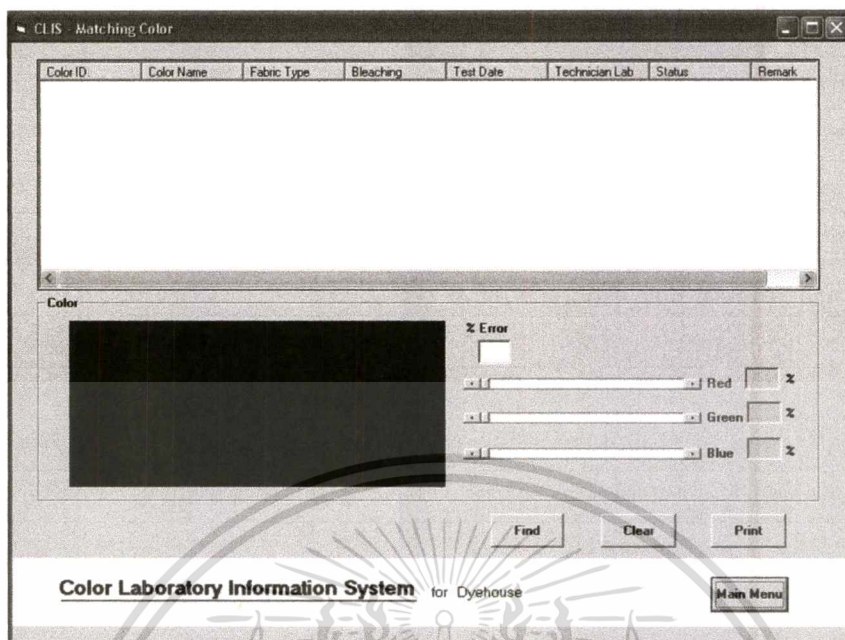 CLIS - Matching Color
Color ID Color Name Fabric Type Bleaching Test Date Technician Lab Status Remark
Color
% Error
Red %
Green %
Blue %
Find Clear Print
Color Laboratory Information System for Dyehouse Main Menu